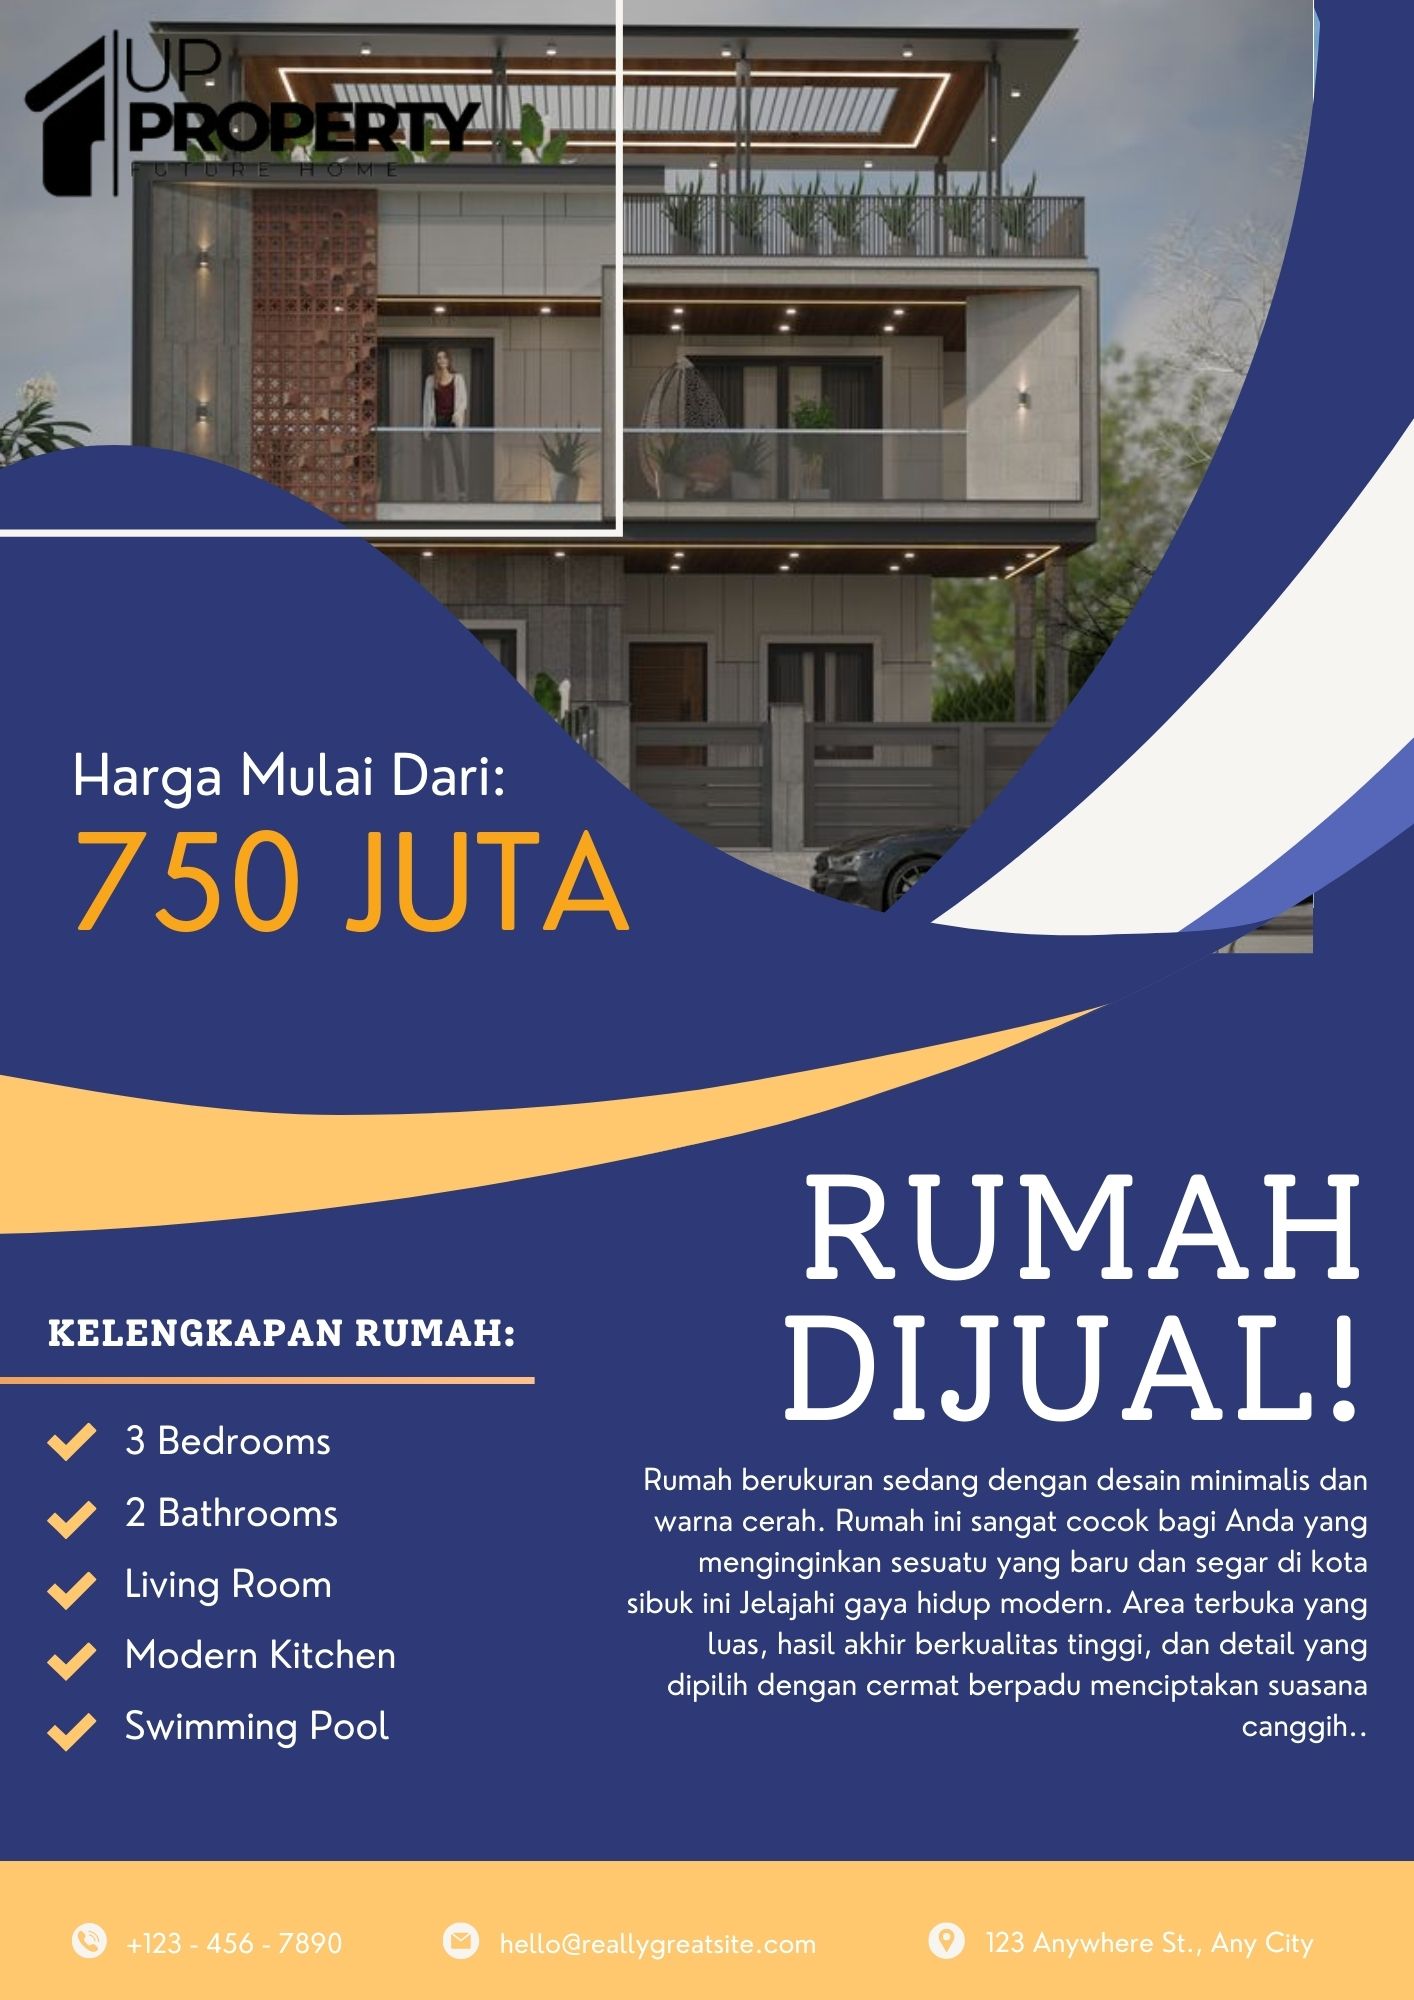 UP
PROPERTY
FUTURE HOME
Harga Mulai Dari:
750 JUTA
RUMAH
DIJUAL!
KELENGKAPAN RUMAH:
3 Bedrooms
2 Bathrooms
Living Room
Modern Kitchen
Swimming Pool
Rumah berukuran sedang dengan desain minimalis dan
warna cerah. Rumah ini sangat cocok bagi Anda yang
menginginkan sesuatu yang baru dan segar di kota
sibuk ini Jelajahi gaya hidup modern. Area terbuka yang
luas, hasil akhir berkualitas tinggi, dan detail yang
dipilih dengan cermat berpadu menciptakan suasana
canggih..
+123 - 456 - 7890
hello@reallygreatsite.com
123 Anywhere St., Any City